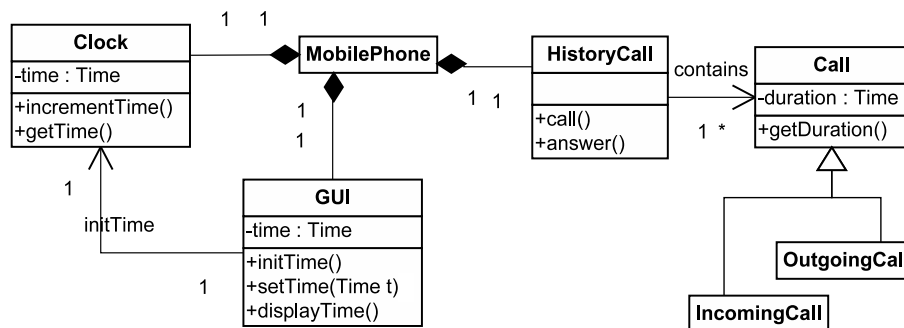 1 1
Clock
-time : Time
+incrementTime()
+getTime()
MobilePhone
HistoryCall
+call()
+answer()
1 1
contains
1 *
Call
-duration : Time
+getDuration()
1
1
1
initTime
1
GUI
-time : Time
+initTime()
+setTime(Time t)
+displayTime()
OutgoingCall
IncomingCall